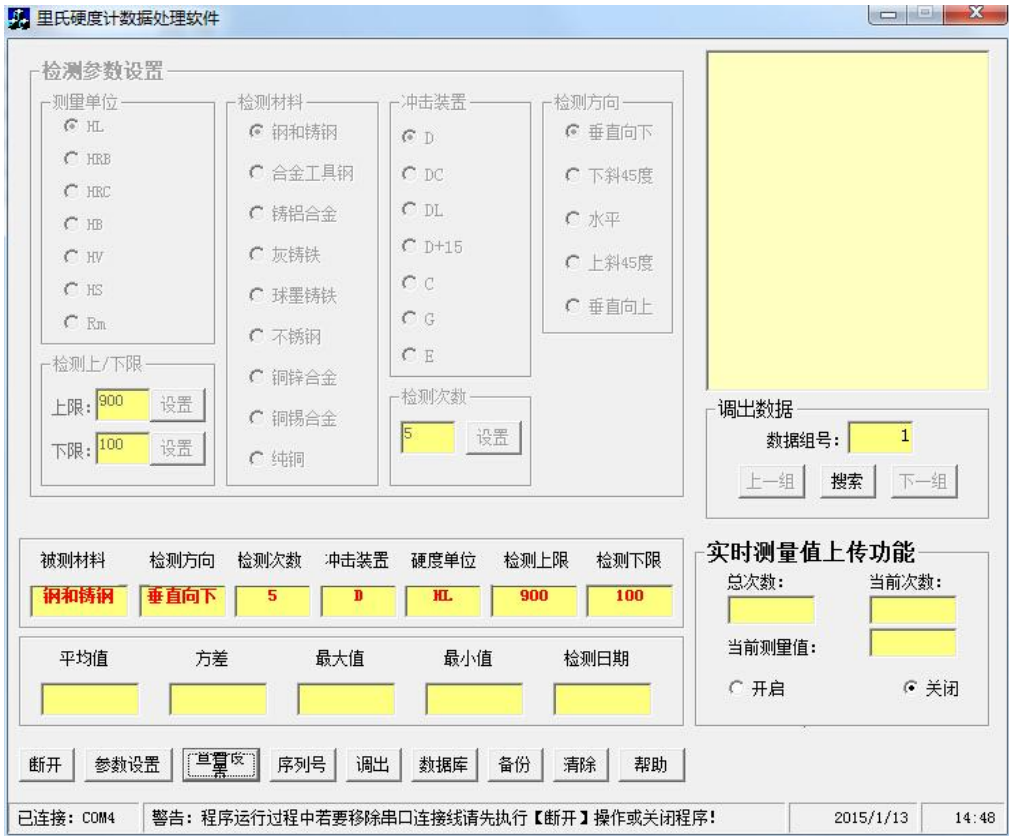 里氏硬度计数据处理软件
检测参数设置
测量单位
HL
HRB
HRC
HB
HV
HS
Rm
检测上/下限
上限: 900 设置
下限: 100 设置
检测材料
钢和铸钢
合金工具钢
铸铝合金
灰铸铁
球墨铸铁
不锈钢
铜锌合金
铜锡合金
纯铜
冲击装置
D
DC
DL
D+15
C
G
E
检测次数
5 设置
检测方向
垂直向下
下斜45度
水平
上斜45度
垂直向上
调出数据
数据组号: 1
上一组 搜索 下一组
被测材料 检测方向 检测次数 冲击装置 硬度单位 检测上限 检测下限
钢和铸钢 垂直向下 5 D HL 900 100
平均值 方差 最大值 最小值 检测日期
实时测量值上传功能
总次数: 当前次数:
当前测量值:
开启 关闭
断开 参数设置 序列号 调出 数据库 备份 清除 帮助
已连接: COM4 警告: 程序运行过程中若要移除串口连接线请先执行【断开】操作或关闭程序! 2015/1/13 14:48